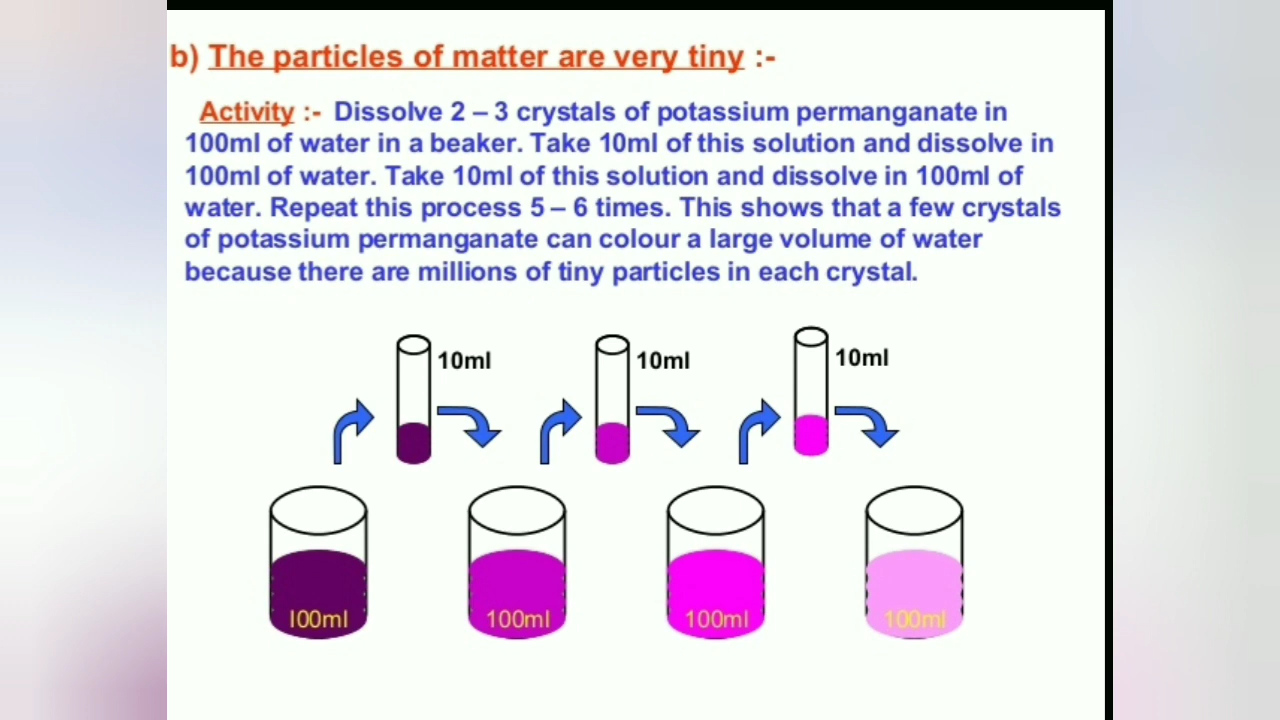 b) The particles of matter are very tiny :-
Activity :- Dissolve 2 – 3 crystals of potassium permanganate in
100ml of water in a beaker. Take 10ml of this solution and dissolve in
100ml of water. Take 10ml of this solution and dissolve in 100ml of
water. Repeat this process 5 – 6 times. This shows that a few crystals
of potassium permanganate can colour a large volume of water
because there are millions of tiny particles in each crystal.
10ml
10ml
10ml
l00ml
100ml
100ml
100ml